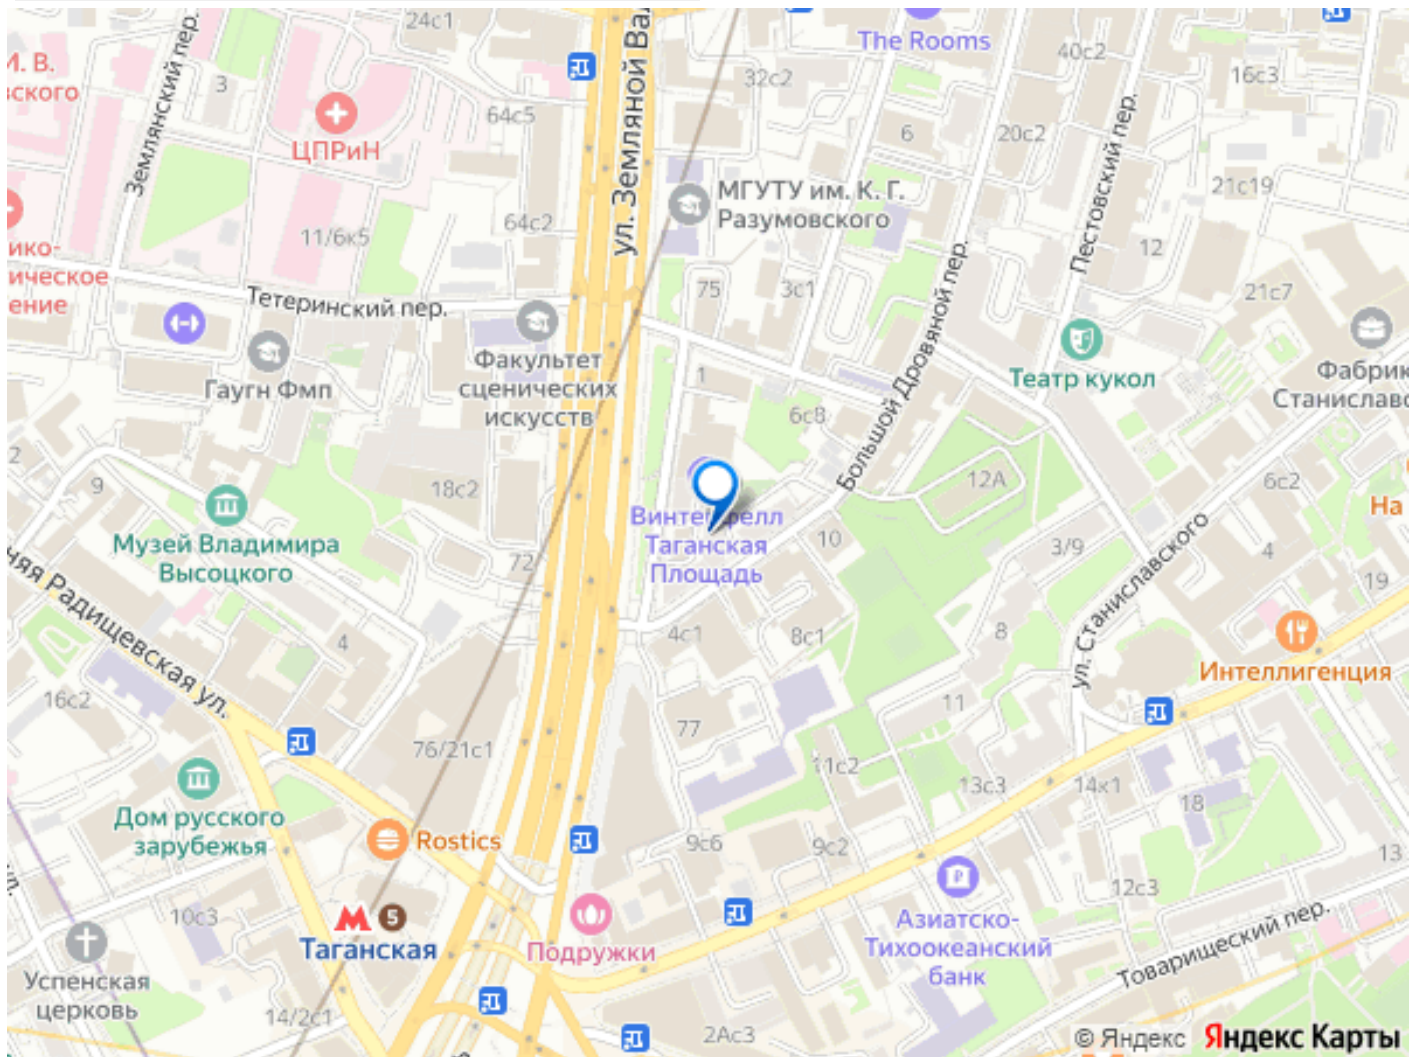 24с1
ул. Земляной Вал
The Rooms
40с2
16с3
И. В.
ского
Землянский пер.
3
32с2
64с5
ЦПРиН
6
20с2
Пестовский пер.
МГУТУ им. К. Г.
Разумовского
21с19
64с2
11/6к5
12
ико-
ическое
ение
Тетеринский пер.
75
3с1
21с7
Большой Дровяной пер.
Факультет
сценических
искусств
Гаугн Фмп
1
6с8
Театр кукол
Фабрик
Станиславс
2
9
18с2
12А
6с2
На
Винтерфелл
Таганская
Площадь
Музей Владимира
Высоцкого
72
10
3/9
ул. Станиславского
4
19
няя Радищевская ул.
4
4с1
8с1
8
Интеллигенция
16с2
11
76/21с1
77
11с2
13с3
14к1
18
Дом русского
зарубежья
Rostics
9с6
9с2
13
ул.
12с3
10с3
5
Таганская
Подружки
Азиатско-
Тихоокеанский
банк
Товарищеский пер.
Успенская
церковь
14/2с1
2Ас3
© Яндекс Яндекс Карты